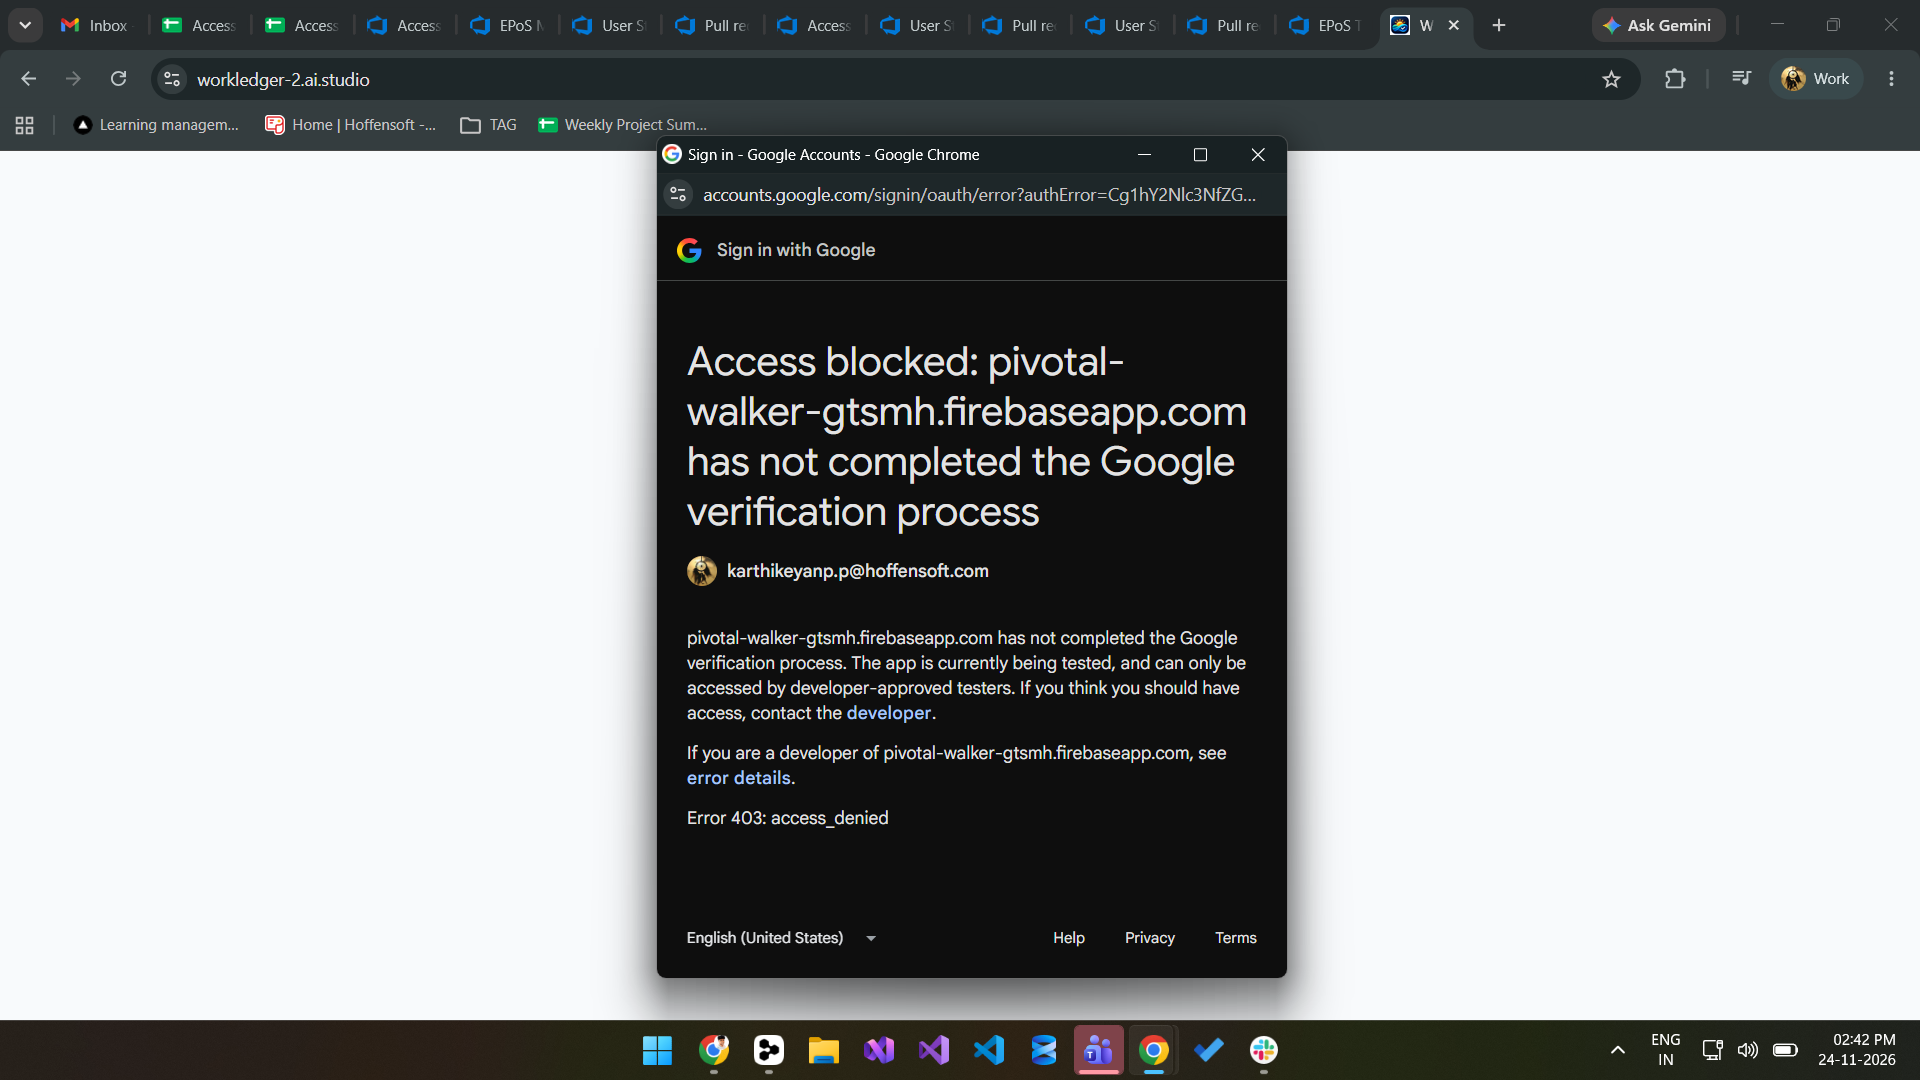 Inbox
Access
Access
Access
EPoS
User S
Pull re
Access
User S
Pull re
User S
Pull re
EPoS T
W
Ask Gemini
workledger-2.ai.studio
Work
Learning managem...
Home | Hoffensoft -...
TAG
Weekly Project Sum...
Sign in - Google Accounts - Google Chrome
accounts.google.com/signin/oauth/error?authError=Cg1hY2Nlc3NfZG...
Sign in with Google
Access blocked: pivotal-
walker-gtsmh.firebaseapp.com
has not completed the Google
verification process
karthikeyanp.p@hoffensoft.com
pivotal-walker-gtsmh.firebaseapp.com has not completed the Google
verification process. The app is currently being tested, and can only be
accessed by developer-approved testers. If you think you should have
access, contact the developer.
If you are a developer of pivotal-walker-gtsmh.firebaseapp.com, see
error details.
Error 403: access_denied
English (United States)
Help
Privacy
Terms
ENG
IN
02:42 PM
24-11-2026